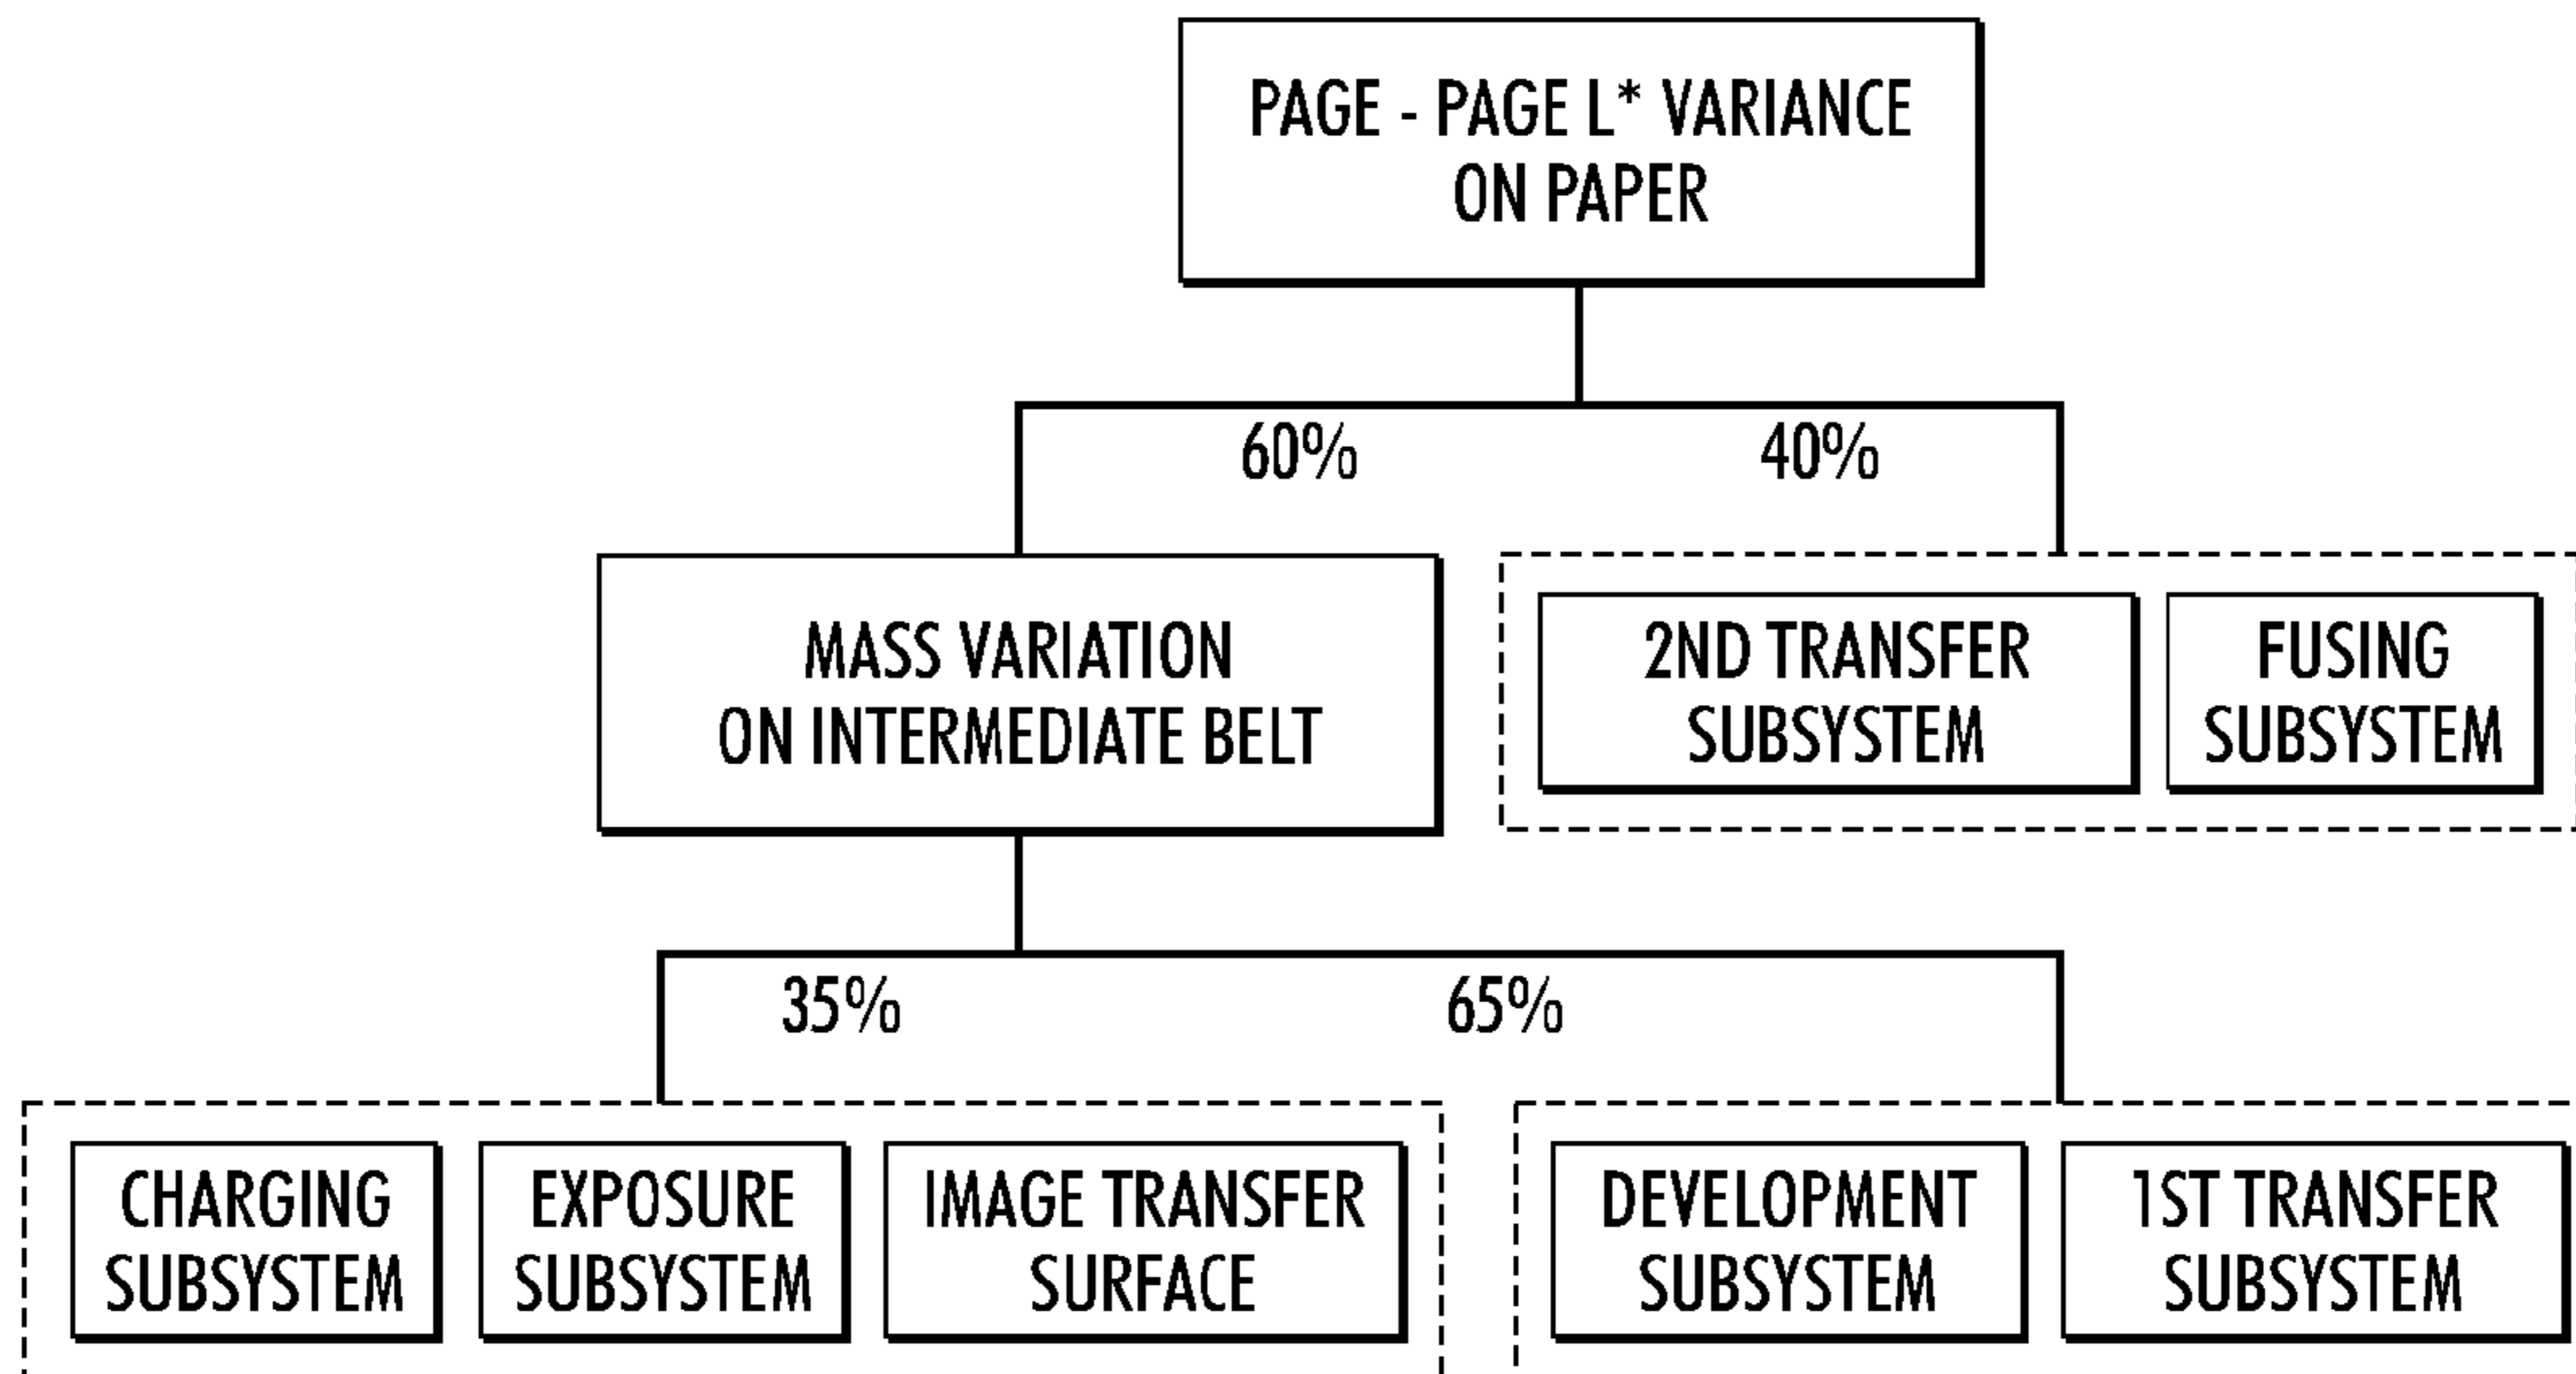 PAGE - PAGE L* VARIANCE
ON PAPER
60%
40%
MASS VARIATION
ON INTERMEDIATE BELT
2ND TRANSFER
SUBSYSTEM
FUSING
SUBSYSTEM
35%
65%
CHARGING
SUBSYSTEM
EXPOSURE
SUBSYSTEM
IMAGE TRANSFER
SURFACE
DEVELOPMENT
SUBSYSTEM
1ST TRANSFER
SUBSYSTEM